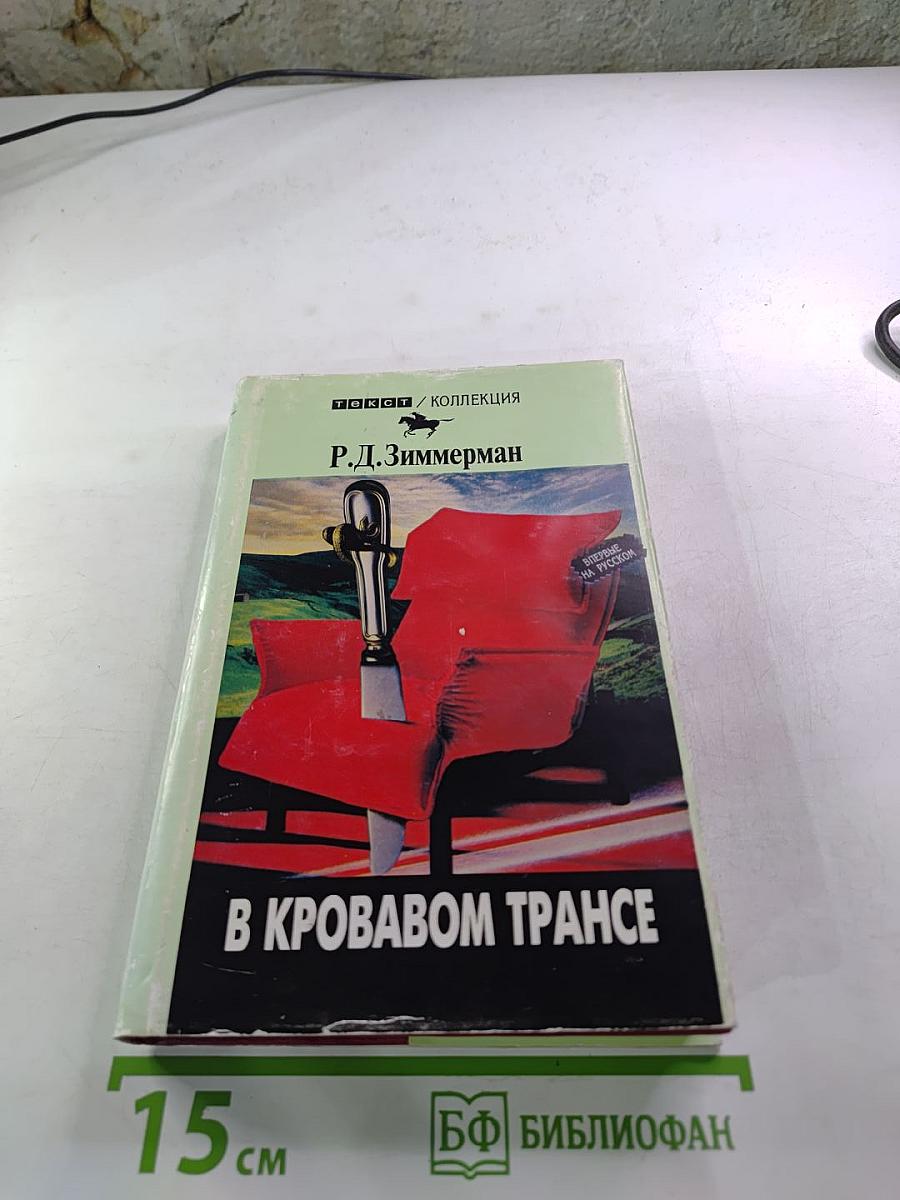 текст / КОЛЛЕКЦИЯ
Р.Д.Зиммерман
ВПЕРВЫЕ
НА РУССКОМ
В КРОВАВОМ ТРАНСЕ
15 см
БФ БИБЛИОФАН